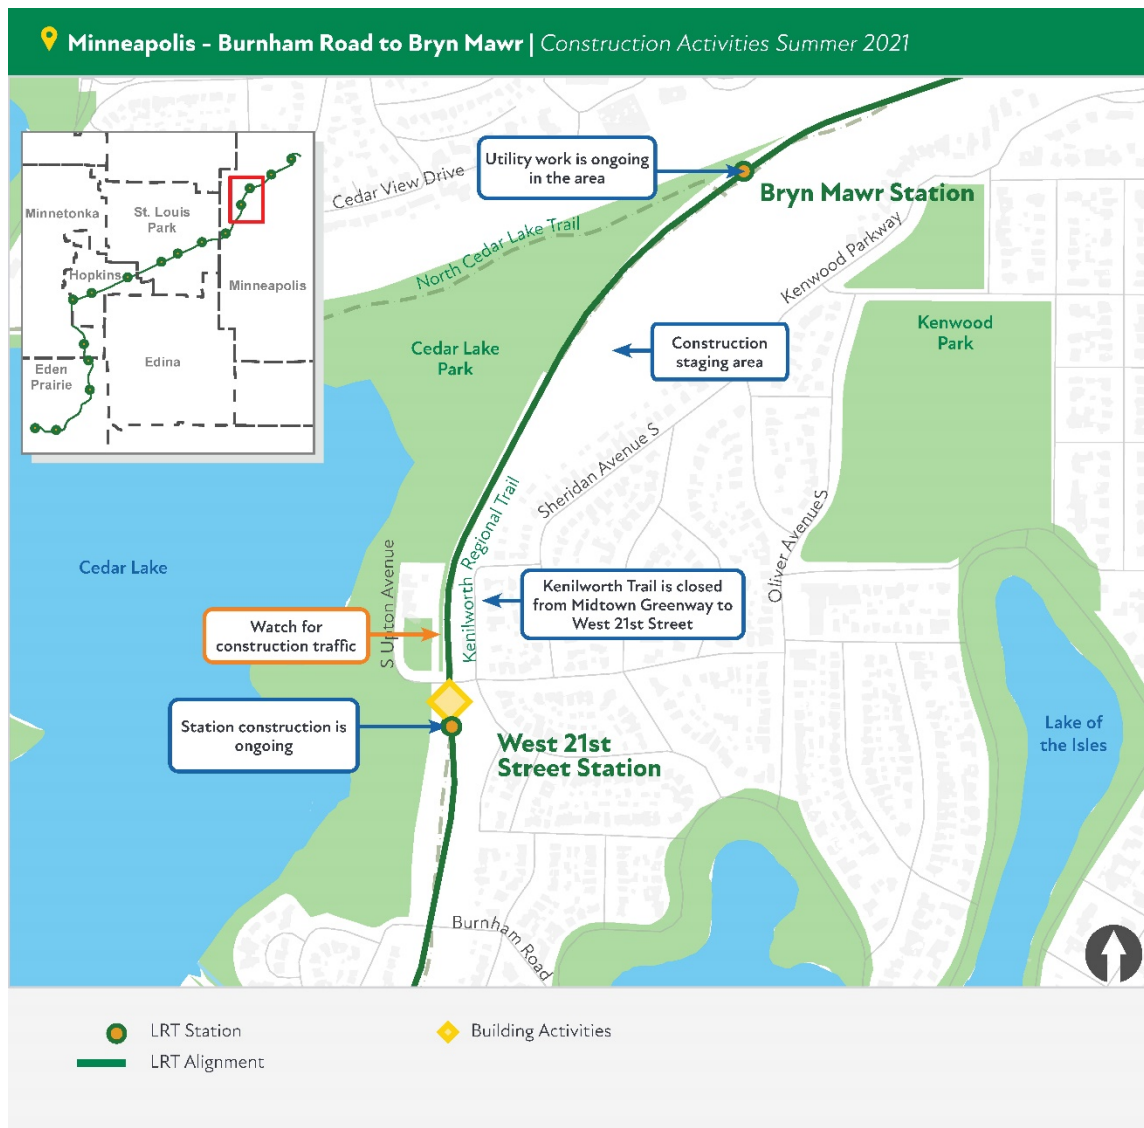 Minneapolis - Burnham Road to Bryn Mawr | Construction Activities Summer 2021
Utility work is ongoing
in the area
Cedar View Drive
Bryn Mawr Station
Minnetonka
St. Louis
Park
Hopkins
Minneapolis
Eden
Prairie
Edina
North Cedar Lake Trail
Kenwood Parkway
Cedar Lake
Park
Construction
staging area
Kenwood
Park
Sheridan Avenue S
Kenilworth Regional Trail
Oliver Avenue S
Cedar Lake
S Upton Avenue
Kenilworth Trail is closed
from Midtown Greenway to
West 21st Street
Watch for
construction traffic
Station construction is
ongoing
West 21st
Street Station
Lake of
the Isles
Burnham Road
LRT Station
Building Activities
LRT Alignment